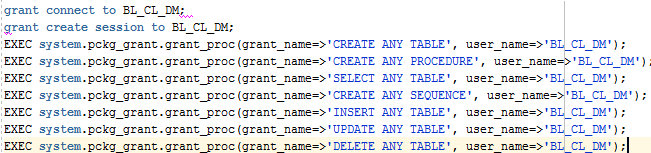 grant connect to BL_CL_DM;
grant create session to BL_CL_DM;
EXEC system.pckg_grant.grant_proc(grant_name=>'CREATE ANY TABLE', user_name=>'BL_CL_DM');
EXEC system.pckg_grant.grant_proc(grant_name=>'CREATE ANY PROCEDURE', user_name=>'BL_CL_DM');
EXEC system.pckg_grant.grant_proc(grant_name=>'SELECT ANY TABLE', user_name=>'BL_CL_DM');
EXEC system.pckg_grant.grant_proc(grant_name=>'CREATE ANY SEQUENCE', user_name=>'BL_CL_DM');
EXEC system.pckg_grant.grant_proc(grant_name=>'INSERT ANY TABLE', user_name=>'BL_CL_DM');
EXEC system.pckg_grant.grant_proc(grant_name=>'UPDATE ANY TABLE', user_name=>'BL_CL_DM');
EXEC system.pckg_grant.grant_proc(grant_name=>'DELETE ANY TABLE', user_name=>'BL_CL_DM');